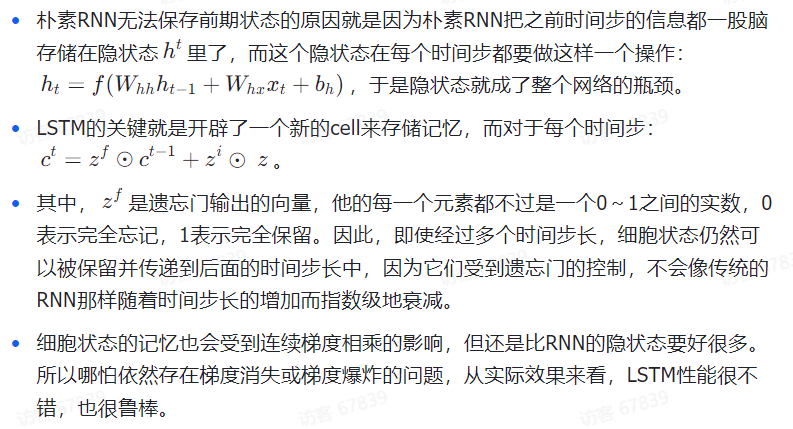 朴素RNN无法保存前期状态的原因就是因为朴素RNN把之前时间步的信息都一股脑
存储在隐状态 h^t 里了，而这个隐状态在每个时间步都要做这样一个操作：
h_t = f(W_{hh}h_{t-1} + W_{hx}x_t + b_h) ，于是隐状态就成了整个网络的瓶颈。
LSTM的关键就是开辟了一个新的cell来存储记忆，而对于每个时间步：
c^t = z^f ⊙ c^{t-1} + z^i ⊙ z 。
其中， z^f 是遗忘门输出的向量，他的每一个元素都不过是一个0～1之间的实数，0
表示完全忘记，1表示完全保留。因此，即使经过多个时间步长，细胞状态仍然可
以被保留并传递到后面的时间步长中，因为它们受到遗忘门的控制，不会像传统的
RNN那样随着时间步长的增加而指数级地衰减。
细胞状态的记忆也会受到连续梯度相乘的影响，但还是比RNN的隐状态要好很多。
所以哪怕依然存在梯度消失或梯度爆炸的问题，从实际效果来看，LSTM性能很不
错，也很鲁棒。
访客 67839
访客 67839